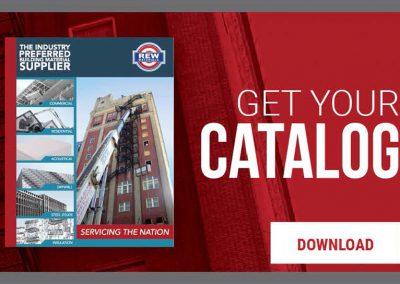 THE INDUSTRY
PREFERRED
BUILDING MATERIAL
SUPPLIER
REW
COMMERCIAL
RESIDENTIAL
ACOUSTICAL
DRYWALL
STEEL STUDS
INSULATION
SERVICING THE NATION
GET YOUR
CATALOG
DOWNLOAD